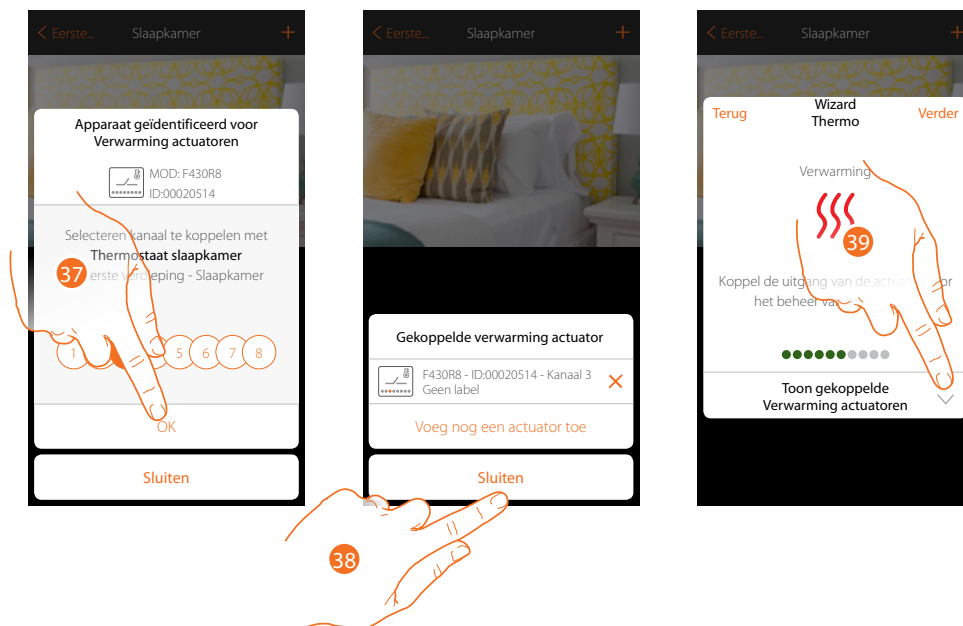 < Eerste... Slaapkamer +
Apparaat geïdentificeerd voor
Verwarming actuatoren
MOD: F430R8
ID:00020514
Selecteren kanaal te koppelen met
Thermostaat slaapkamer
37
erste verdieping - Slaapkamer
1 5 6 7 8
OK
Sluiten
< Eerste... Slaapkamer +
Gekoppelde verwarming actuator
F430R8 - ID:00020514 - Kanaal 3
Geen label
Voeg nog een actuator toe
Sluiten
38
< Eerste... Slaapkamer +
Terug Wizard Verder
Thermo
Verwarming
39
Koppel de uitgang van de
het beheer
Toon gekoppelde
Verwarming actuatoren